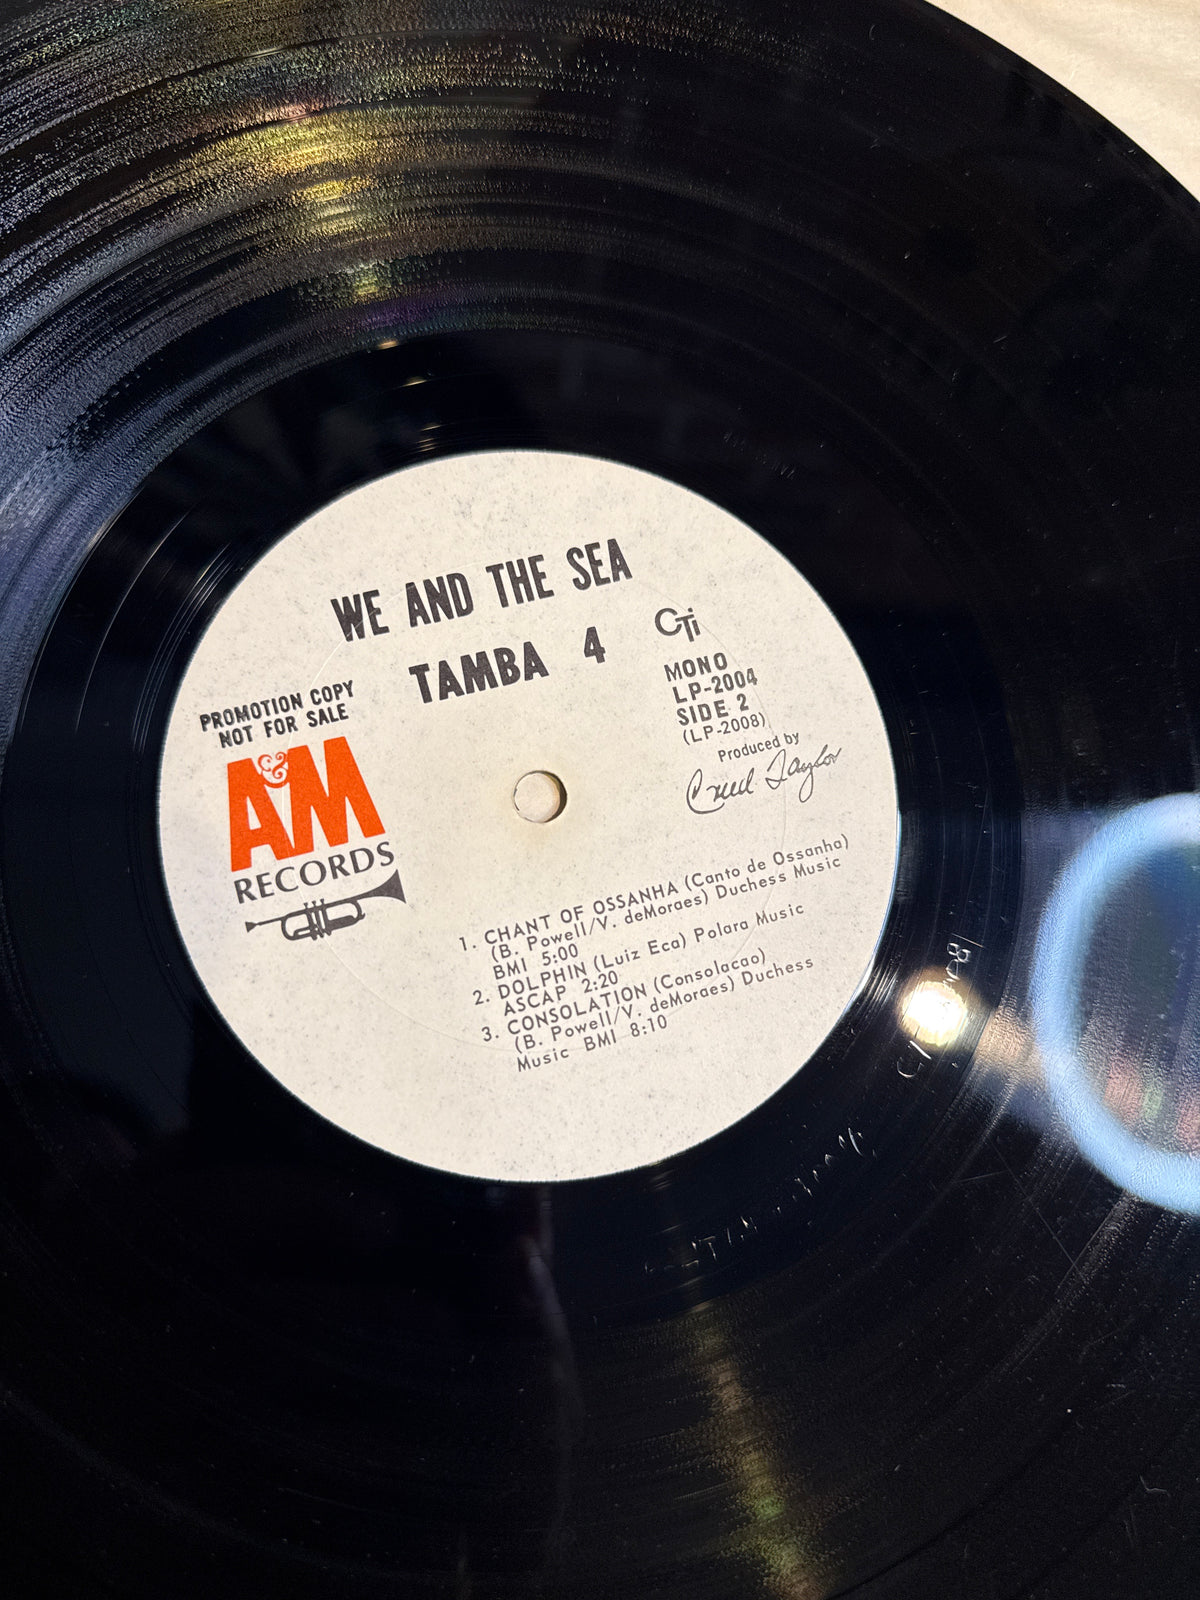 WE AND THE SEA
TAMBA 4
CTi
MONO
LP-2004
SIDE 2
(LP-2008)
Produced by
Creed Taylor
PROMOTION COPY
NOT FOR SALE
A&M
RECORDS
1. CHANT OF OSSANHA (Canto de Ossanha)
(B. Powell/V. deMoraes) Duchess Music
BMI 5:00
2. DOLPHIN (Luiz Eca) Polara Music
ASCAP 2:20
3. CONSOLATION (Consolacao)
(B. Powell/V. deMoraes) Duchess
Music BMI 8:10